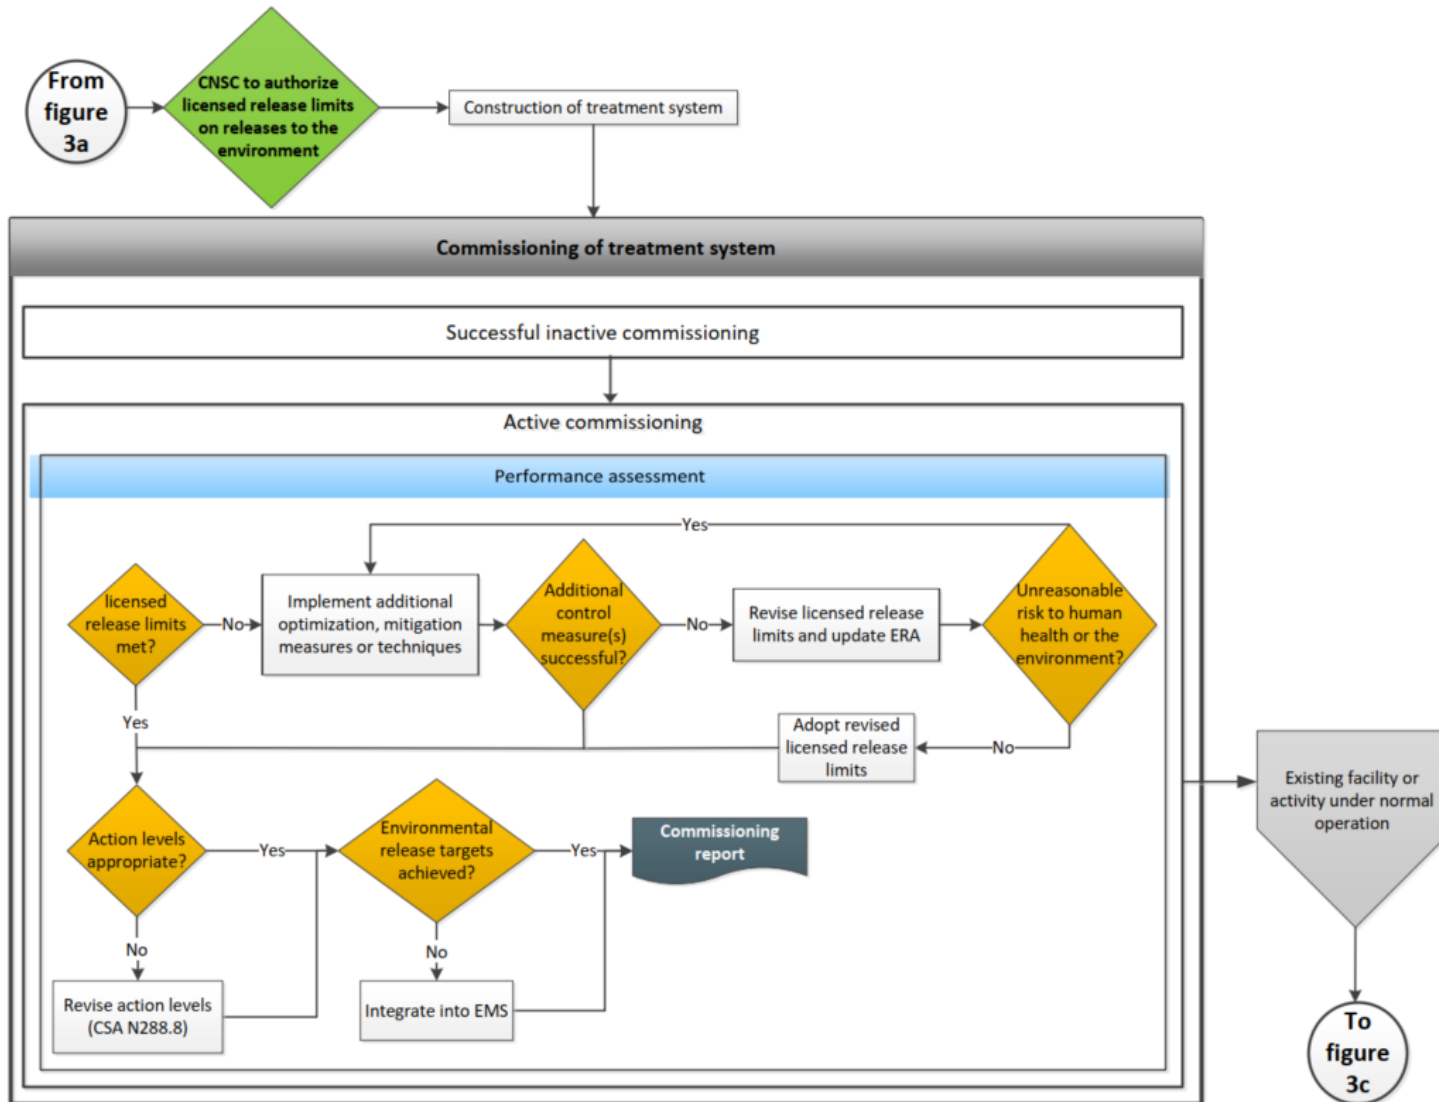 From
figure
3a
CNSC to authorize
licensed release limits
on releases to the
environment
Construction of treatment system
Commissioning of treatment system
Successful inactive commissioning
Active commissioning
Performance assessment
Yes
licensed
release limits
met?
No
Implement additional
optimization, mitigation
measures or techniques
Additional
control
measure(s)
successful?
No
Revise licensed release
limits and update ERA
Unreasonable
risk to human
health or the
environment?
Yes
Adopt revised
licensed release
limits
No
Action levels
appropriate?
Yes
Environmental
release targets
achieved?
Yes
Commissioning
report
No
Revise action levels
(CSA N288.8)
No
Integrate into EMS
Existing facility or
activity under normal
operation
To
figure
3c